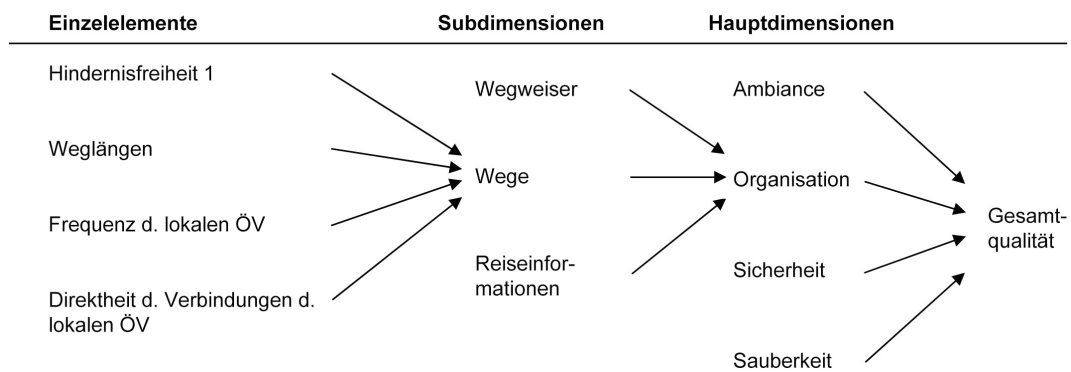 Einzelelemente
Subdimensionen
Hauptdimensionen
Hindernisfreiheit 1
Weglängen
Frequenz d. lokalen ÖV
Direktheit d. Verbindungen d.
lokalen ÖV
Wegweiser
Wege
Reiseinfor-
mationen
Ambiance
Organisation
Sicherheit
Sauberkeit
Gesamt-
qualität